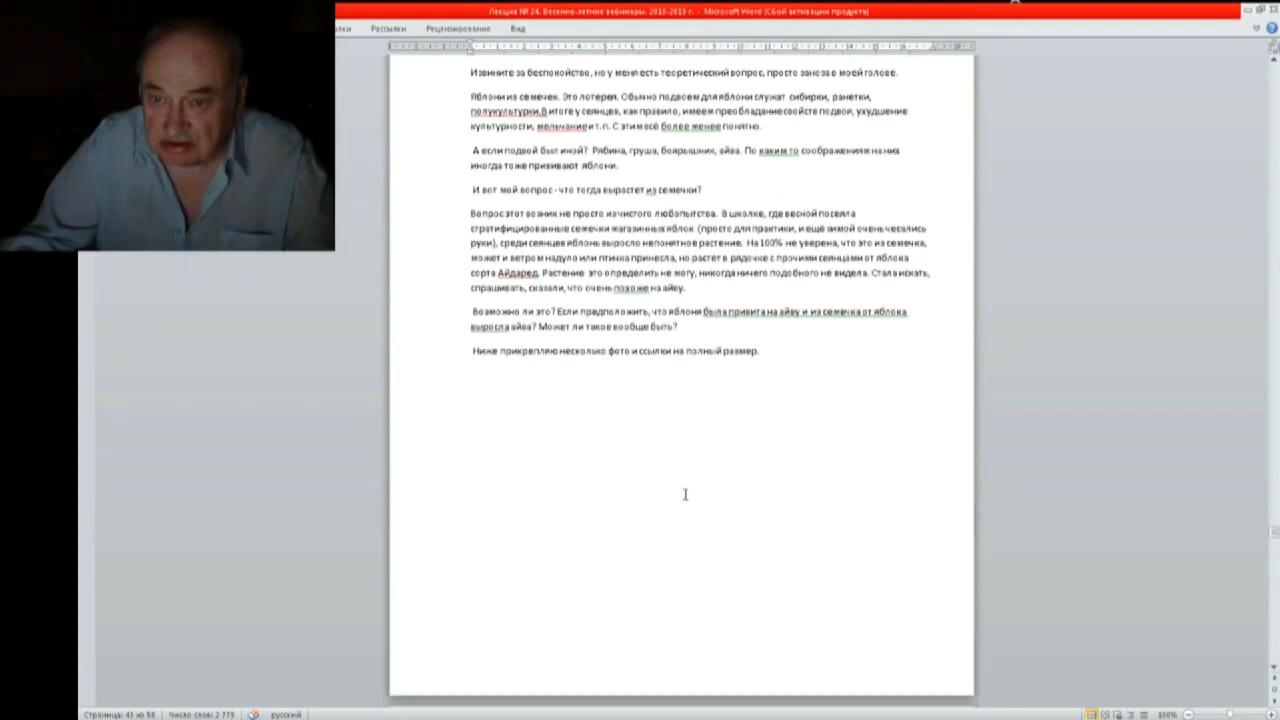 Лекция № 24. Весенне-летние вебинары. 2018-2019 г. - Microsoft Word (Сбой активации продукта)
лки Рассылки Рецензирование Вид
Извините за беспокойство, но у меня есть теоретический вопрос, просто заноза в моей голове.
Яблони из семечек. Это лотерея. Обычно подвоем для яблони служат сибирки, ранетки,
полукультурки.В итоге у сеянцев, как правило, имеем преобладание свойств подвоя, ухудшение
культурности, мельчание и т.п. С этим всё более менее понятно.
А если подвой был иной? Рябина, груша, боярышник, айва. По каким то соображениям на них
иногда тоже прививают яблони.
И вот мой вопрос - что тогда вырастет из семечки?
Вопрос этот возник не просто из чистого любопытства. В школке, где весной посеяла
стратифицированные семечки магазинных яблок (просто для практики, и ещё зимой очень чесались
руки), среди сеянцев яблонь выросло непонятное растение. На 100% не уверена, что это из семечка,
может и ветром надуло или птичка принесла, но растет в рядочке с прочими сеянцами от яблока
сорта Айдаред. Растение это определить не могу, никогда ничего подобного не видела. Стала искать,
спрашивать, сказали, что очень похоже на айву.
Возможно ли это? Если предположить, что яблоня была привита на айву и из семечка от яблока
выросла айва? Может ли такое вообще быть?
Ниже прикрепляю несколько фото и ссылки на полный размер.
Страница: 43 из 58 Число слов: 2 779 русский 100%